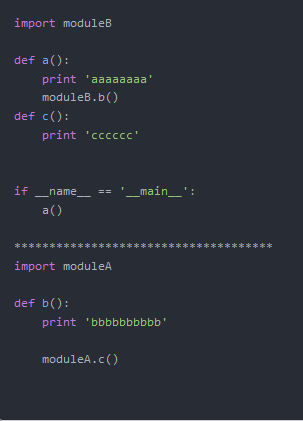 import moduleB
def a():
    print 'aaaaaaaa'
    moduleB.b()
def c():
    print 'cccccc'
if __name__ == '__main__':
    a()
*************************************
import moduleA
def b():
    print 'bbbbbbbbbb'
    moduleA.c()